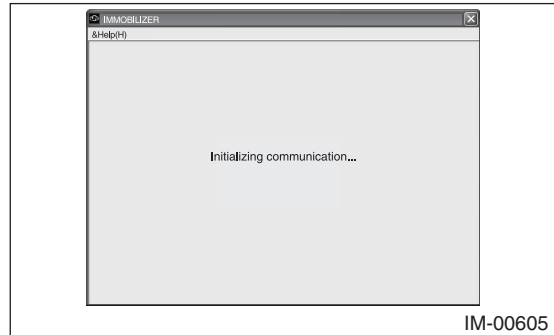 IMMOBILIZER
&Help(H)
Initializing communication...
IM-00605